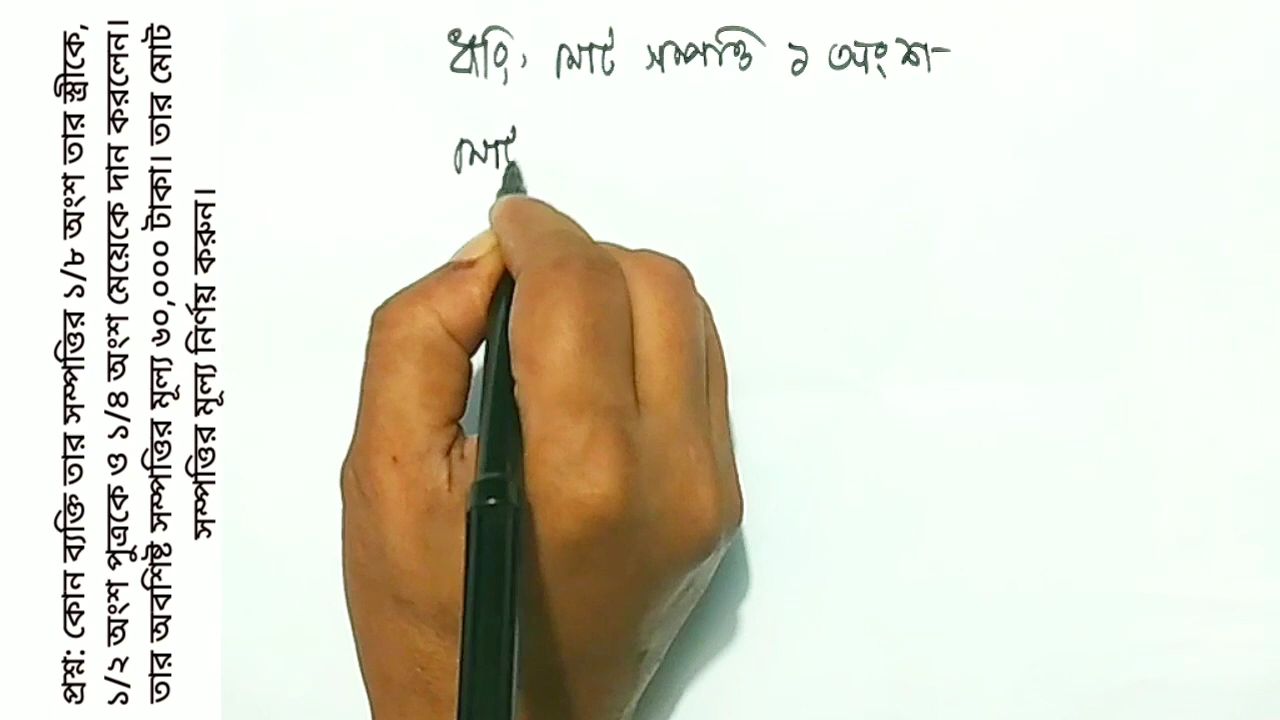 প্রশ্ন: কোন ব্যক্তি তার সম্পত্তির ১/৮ অংশ তার স্ত্রীকে,
১/২ অংশ পুত্রকে ও ১/৪ অংশ মেয়েকে দান করলেন।
তার অবশিষ্ট সম্পত্তির মূল্য ৬০,০০০ টাকা। তার মোট
সম্পত্তির মূল্য নির্ণয় করুন।
ধরি, মোট সম্পত্তি ১ অংশ
মোট